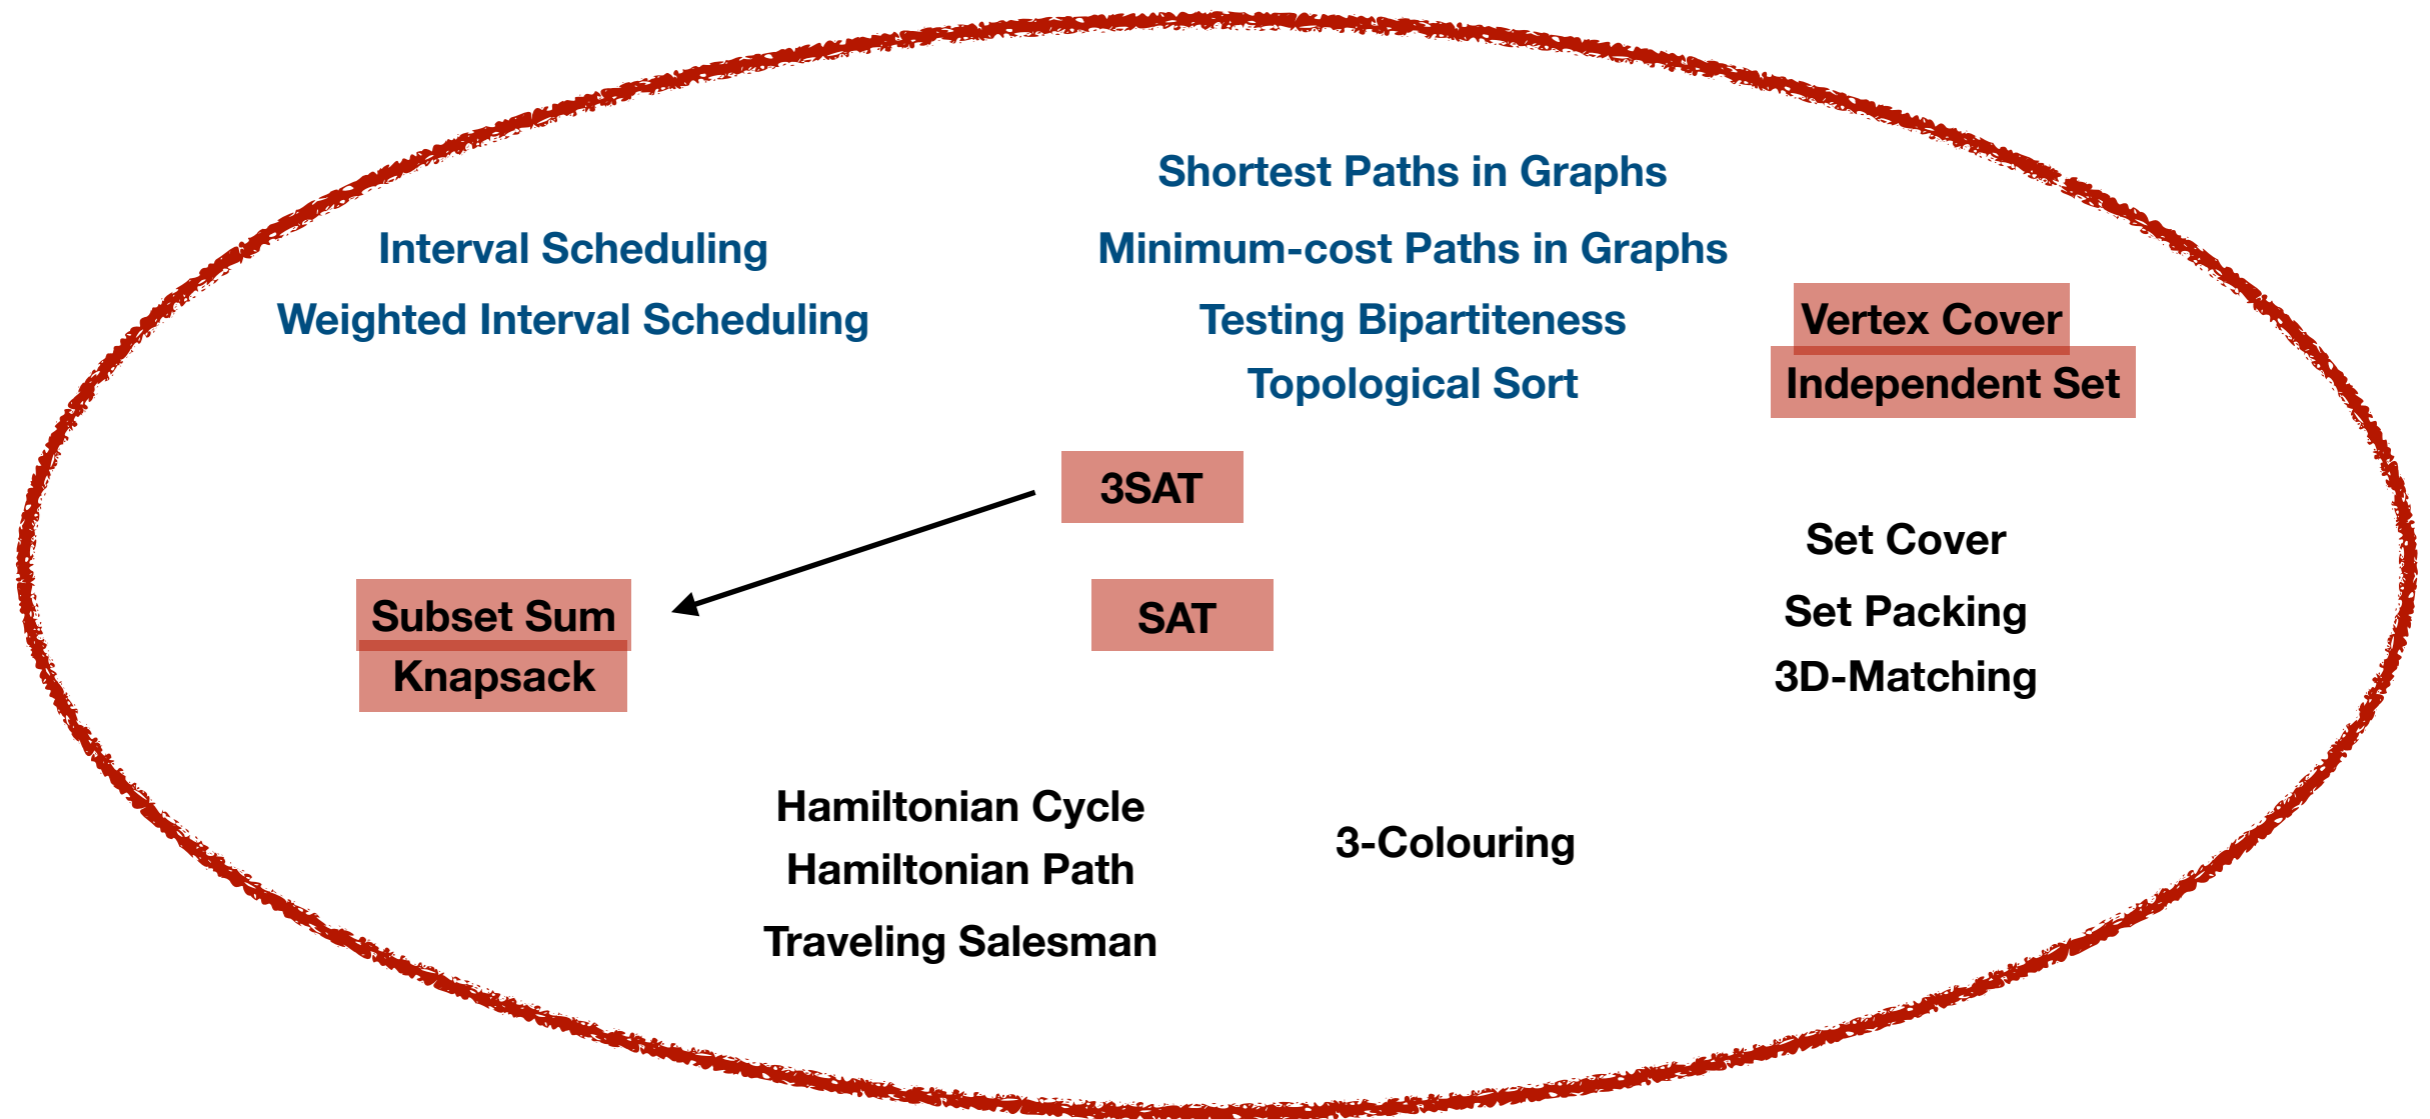 Shortest Paths in Graphs
Interval Scheduling
Minimum-cost Paths in Graphs
Weighted Interval Scheduling
Testing Bipartiteness
Vertex Cover
Topological Sort
Independent Set
3SAT
Set Cover
Subset Sum
SAT
Set Packing
Knapsack
3D-Matching
Hamiltonian Cycle
3-Colouring
Hamiltonian Path
Traveling Salesman